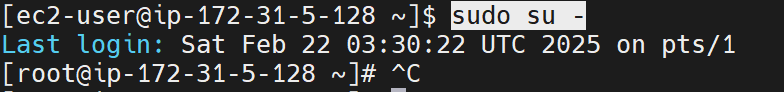 [ec2-user@ip-172-31-5-128 ~]$ sudo su -
Last login: Sat Feb 22 03:30:22 UTC 2025 on pts/1
[root@ip-172-31-5-128 ~]# ^C